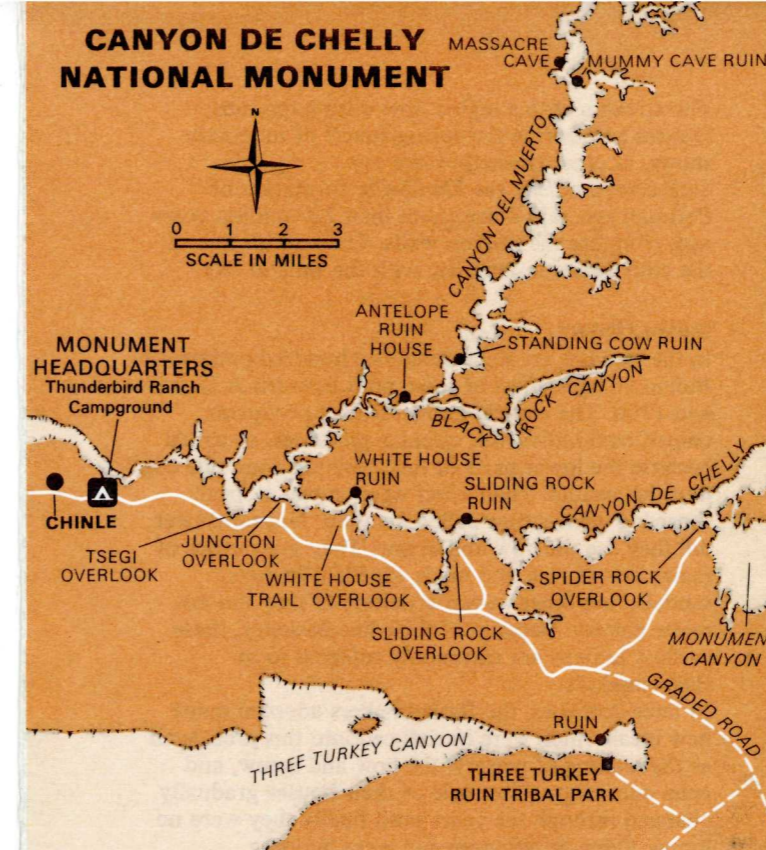 CANYON DE CHELLY
NATIONAL MONUMENT
MASSACRE
CAVE
MUMMY CAVE RUIN
N
0 1 2 3
SCALE IN MILES
CANYON DEL MUERTO
ANTELOPE
RUIN
HOUSE
STANDING COW RUIN
MONUMENT
HEADQUARTERS
Thunderbird Ranch
Campground
BLACK ROCK CANYON
WHITE HOUSE
RUIN
SLIDING ROCK
RUIN
CANYON DE CHELLY
CHINLE
TSEGI
OVERLOOK
JUNCTION
OVERLOOK
WHITE HOUSE
TRAIL OVERLOOK
SPIDER ROCK
OVERLOOK
SLIDING ROCK
OVERLOOK
MONUMEN
CANYON
GRADED ROAD
RUIN
THREE TURKEY CANYON
THREE TURKEY
RUIN TRIBAL PARK